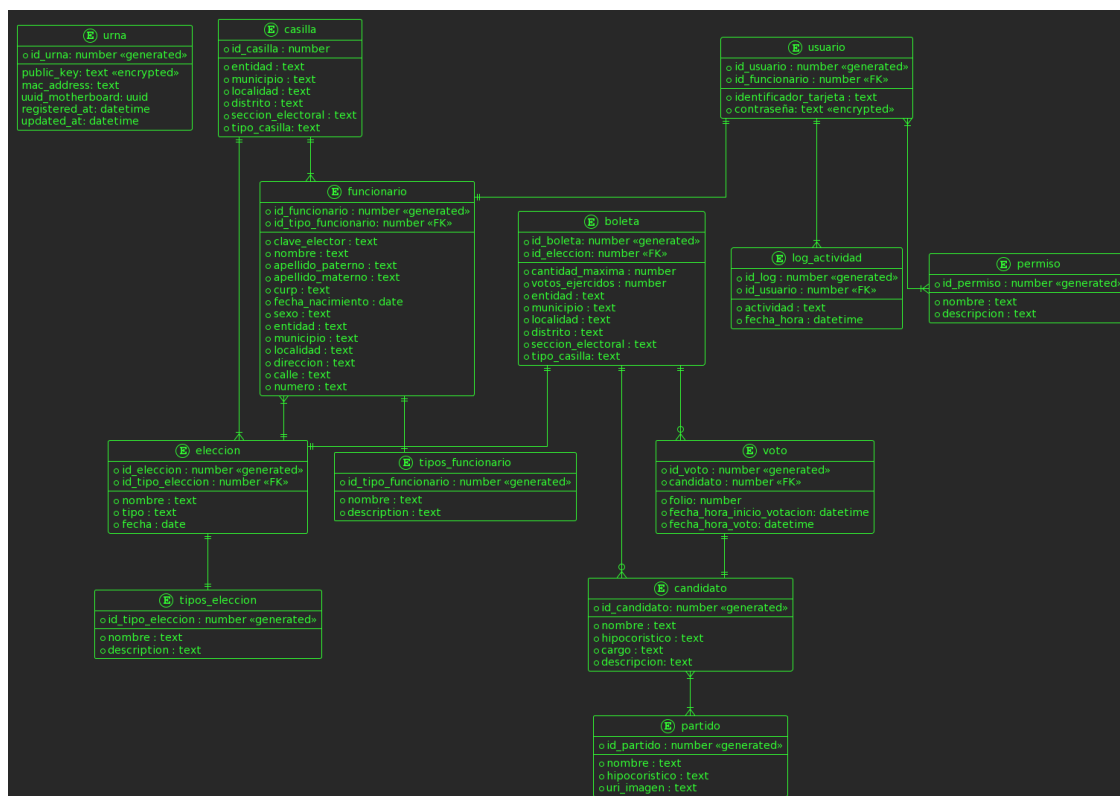 E urna
id_urna: number «generated»
public_key: text «encrypted»
mac_address: text
uuid_motherboard: uuid
registered_at: datetime
updated_at: datetime
E casilla
id_casilla : number
entidad : text
municipio : text
localidad : text
distrito : text
seccion_electoral : text
tipo_casilla: text
E usuario
id_usuario : number «generated»
id_funcionario : number «FK»
identificador_tarjeta : text
contraseña: text «encrypted»
E funcionario
id_funcionario : number «generated»
id_tipo_funcionario: number «FK»
clave_elector : text
nombre : text
apellido_paterno : text
apellido_materno : text
curp : text
fecha_nacimiento : date
sexo : text
entidad : text
municipio : text
localidad : text
direccion : text
calle : text
numero : text
E boleta
id_boleta: number «generated»
id_eleccion: number «FK»
cantidad_maxima : number
votos_ejercidos : number
entidad : text
municipio : text
localidad : text
distrito : text
seccion_electoral : text
tipo_casilla: text
E log_actividad
id_log : number «generated»
id_usuario : number «FK»
actividad : text
fecha_hora : datetime
E permiso
id_permiso : number «generated»
nombre : text
descripcion : text
E eleccion
id_eleccion : number «generated»
id_tipo_eleccion : number «FK»
nombre : text
tipo : text
fecha : date
E tipos_funcionario
id_tipo_funcionario : number «generated»
nombre : text
description : text
E voto
id_voto : number «generated»
candidato : number «FK»
folio: number
fecha_hora_inicio_votacion: datetime
fecha_hora_voto: datetime
E tipos_eleccion
id_tipo_eleccion : number «generated»
nombre : text
description : text
E candidato
id_candidato: number «generated»
nombre : text
hipocoristico : text
cargo : text
descripcion: text
E partido
id_partido : number «generated»
nombre : text
hipocoristico : text
uri_imagen : text